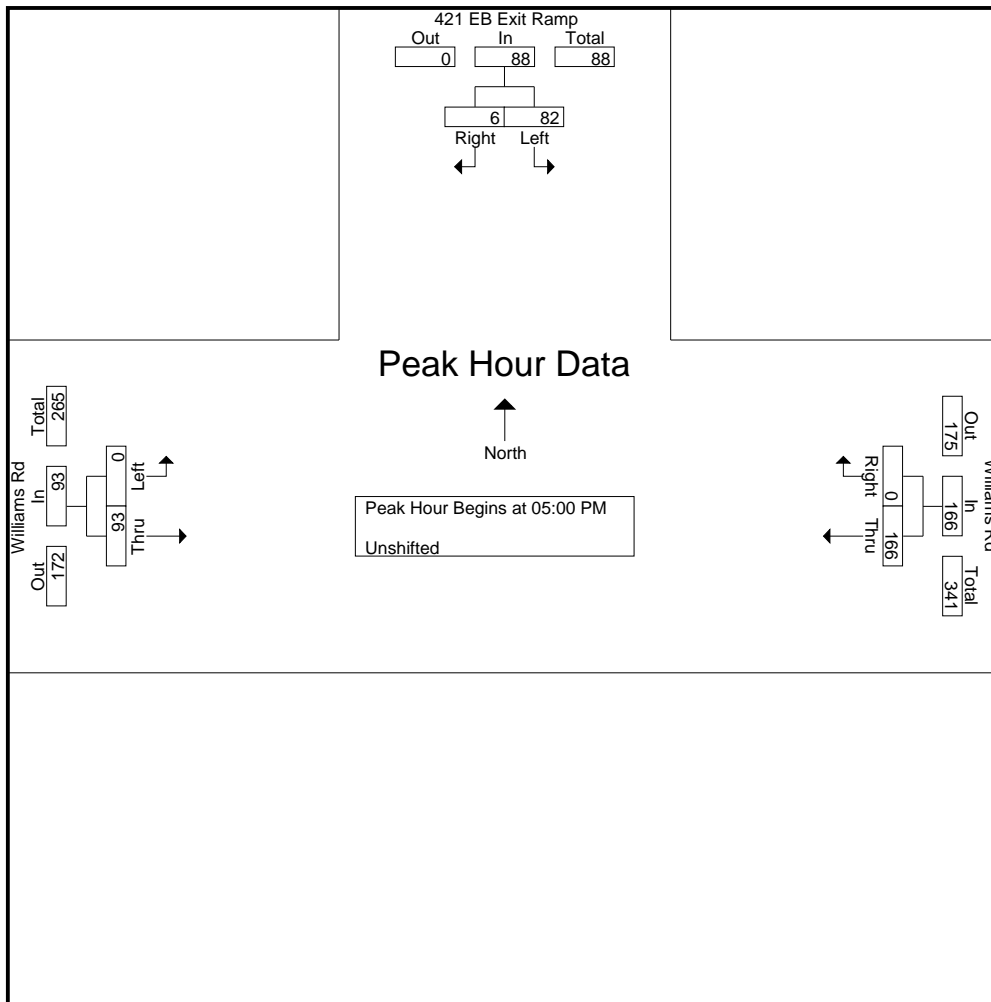 421 EB Exit Ramp
Out In Total
0 88 88
6 82
Right Left
Peak Hour Data
North
Peak Hour Begins at 05:00 PM
Unshifted
Williams Rd
Out In Total
172 93 265
Thru Left
93 0
Williams Rd
Out In Total
175 166 341
Right Thru
0 166